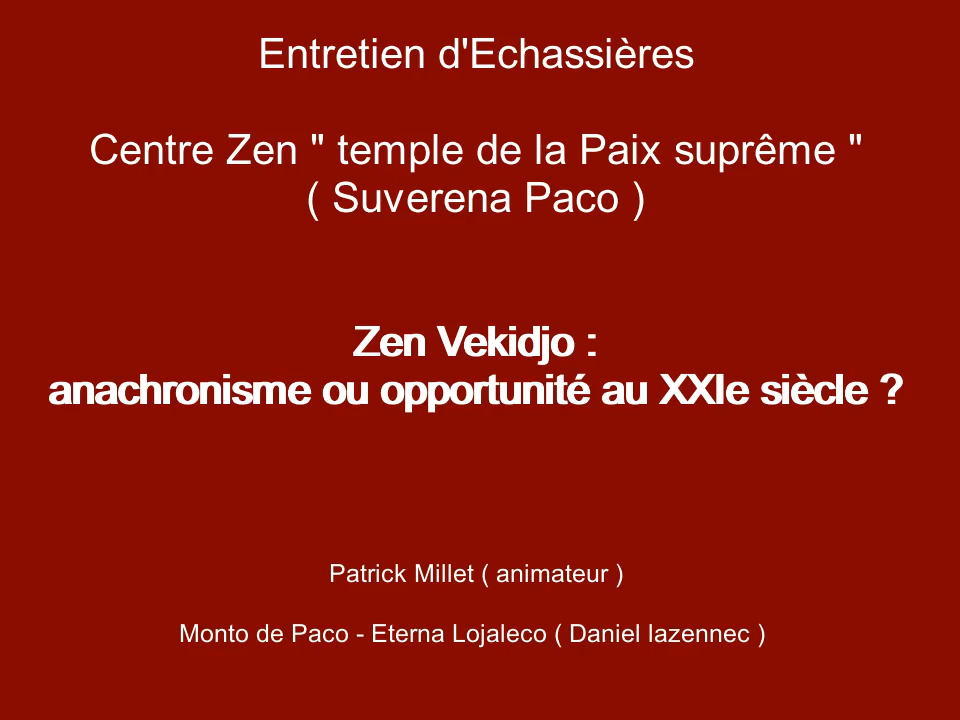 Entretien d'Echassières
Centre Zen " temple de la Paix suprême "
( Suverena Paco )
Zen Vekidjo :
anachronisme ou opportunité au XXIe siècle ?
Patrick Millet ( animateur )
Monto de Paco - Eterna Lojaleco ( Daniel lazennec )